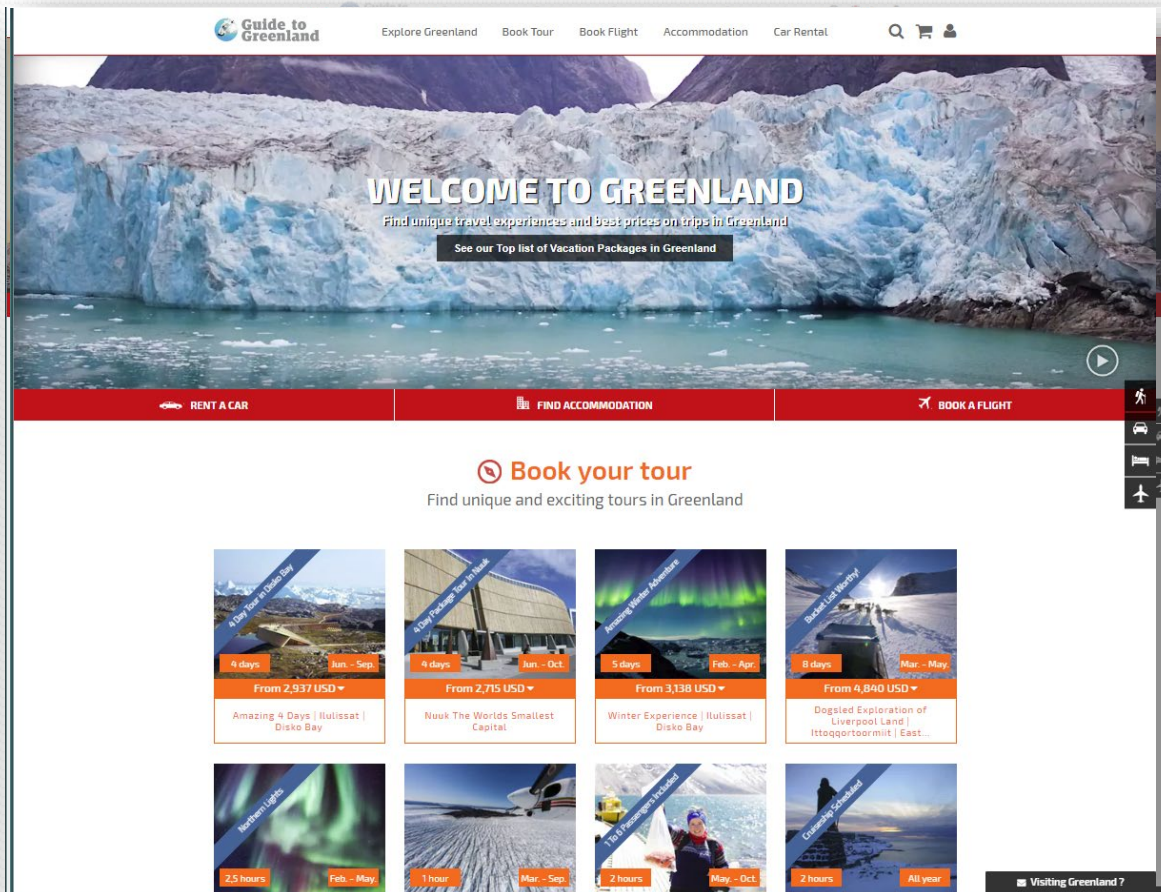 Guide to
Greenland
Explore Greenland
Book Tour
Book Flight
Accommodation
Car Rental
WELCOME TO GREENLAND
Find unique travel experiences and best prices on trips in Greenland
See our Top list of Vacation Packages in Greenland
RENT A CAR
FIND ACCOMMODATION
BOOK A FLIGHT
Book your tour
Find unique and exciting tours in Greenland
4 Day Tour in Disko Bay
4 days
Jun. - Sep.
From 2,937 USD
Amazing 4 Days | Ilulissat |
Disko Bay
4 Day Package Tour In Nuuk
4 days
Jun. - Oct.
From 2,715 USD
Nuuk The Worlds Smallest
Capital
Amazing Winter Adventure
5 days
Feb. - Apr.
From 3,138 USD
Winter Experience | Ilulissat |
Disko Bay
Bucket List Worthy!
8 days
Mar. - May.
From 4,840 USD
Dogsled Exploration of
Liverpool Land |
Ittoqqortoormiit | East...
Northern Lights
2,5 hours
Feb. - May.
1 hour
Mar. - Sep.
1 To 6 Passengers Included
2 hours
May. - Oct.
Cruiseship Scheduled
2 hours
All year
Visiting Greenland ?